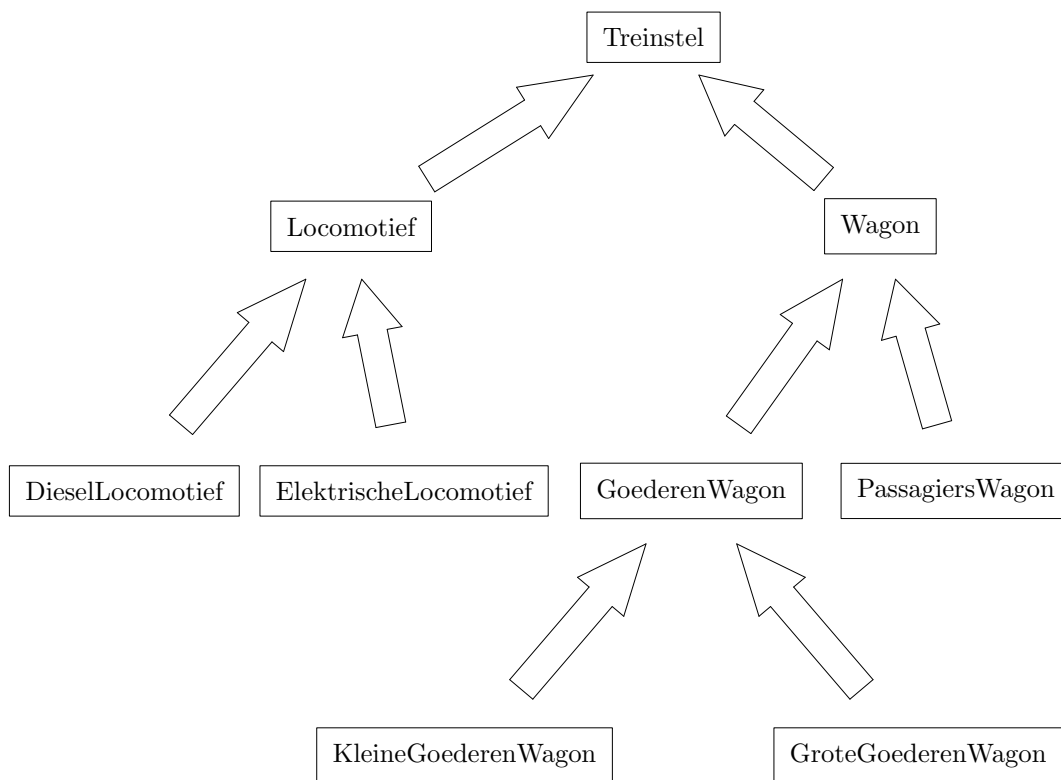 Treinstel
Locomotief
Wagon
DieselLocomotief
ElektrischeLocomotief
GoederenWagon
PassagiersWagon
KleineGoederenWagon
GroteGoederenWagon